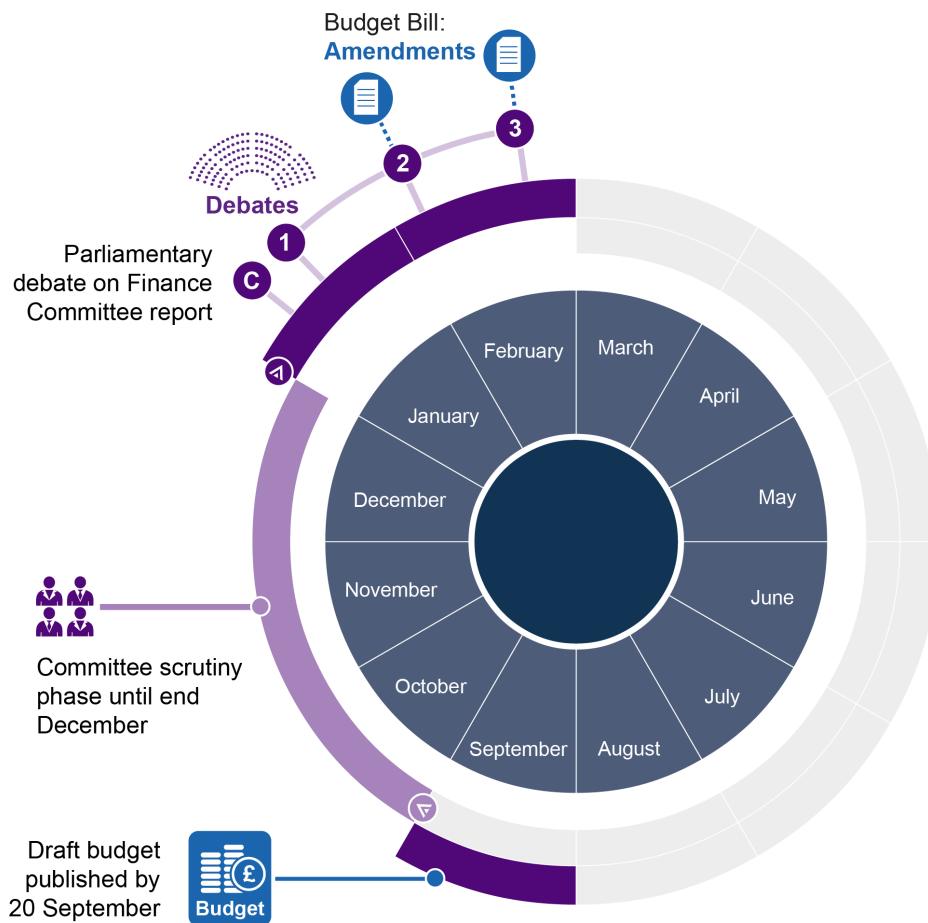 Budget Bill:
Amendments
3
2
Debates
1
Parliamentary
debate on Finance
Committee report
C
February
March
January
April
December
May
November
June
October
July
September
August
Committee scrutiny
phase until end
December
Draft budget
published by
20 September
£
Budget